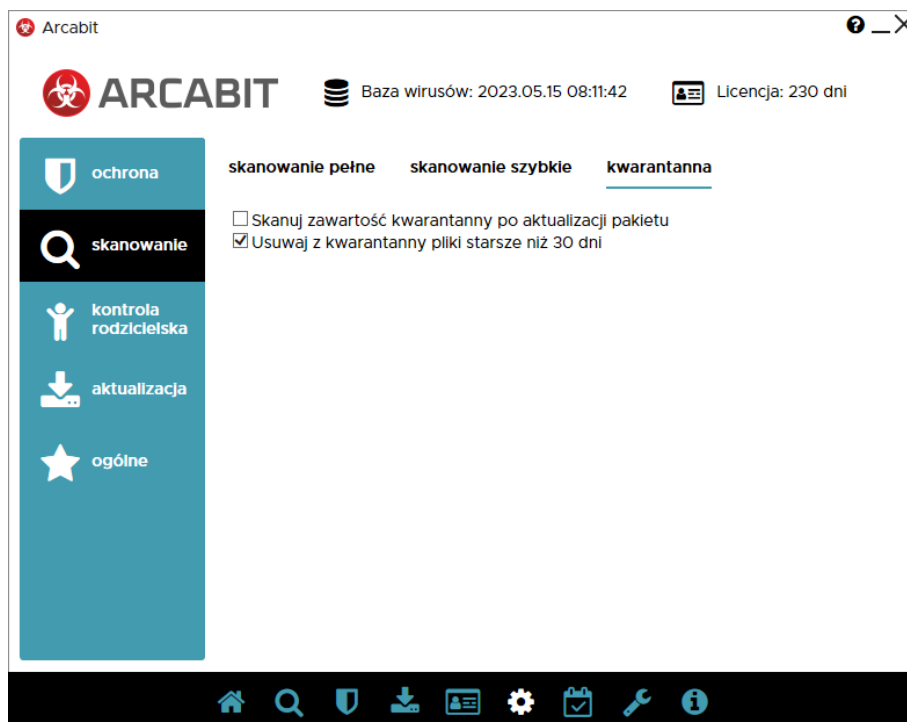 Arcabit
ARCABIT
Baza wirusów: 2023.05.15 08:11:42
Licencja: 230 dni
ochrona
skanowanie
kontrola
rodzicielska
aktualizacja
ogólne
skanowanie pełne
skanowanie szybkie
kwarantanna
Skanuj zawartość kwarantanny po aktualizacji pakietu
Usuwaj z kwarantanny pliki starsze niż 30 dni